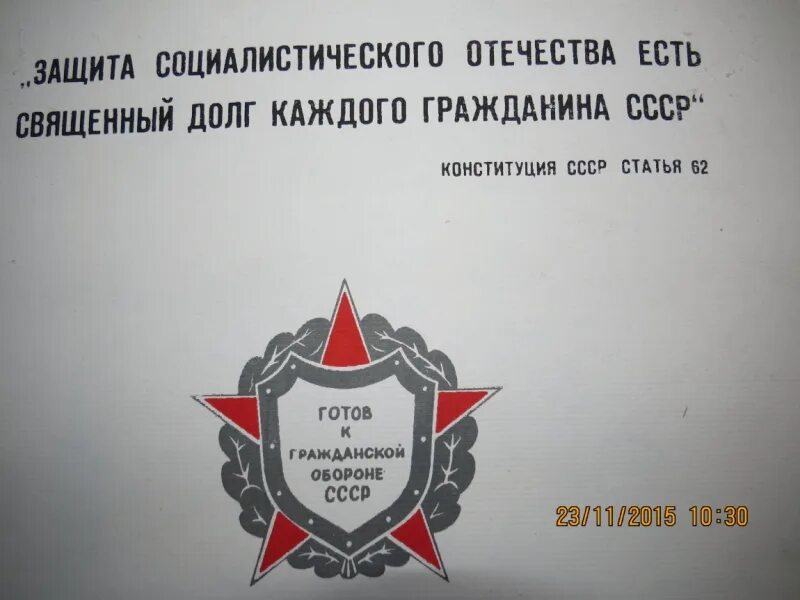 „ЗАЩИТА СОЦИАЛИСТИЧЕСКОГО ОТЕЧЕСТВА ЕСТЬ
СВЯЩЕННЫЙ ДОЛГ КАЖДОГО ГРАЖДАНИНА СССР"
КОНСТИТУЦИЯ СССР СТАТЬЯ 62
ГОТОВ
К
ГРАЖДАНСКОЙ
ОБОРОНЕ
СССР
23/11/2015 10:30